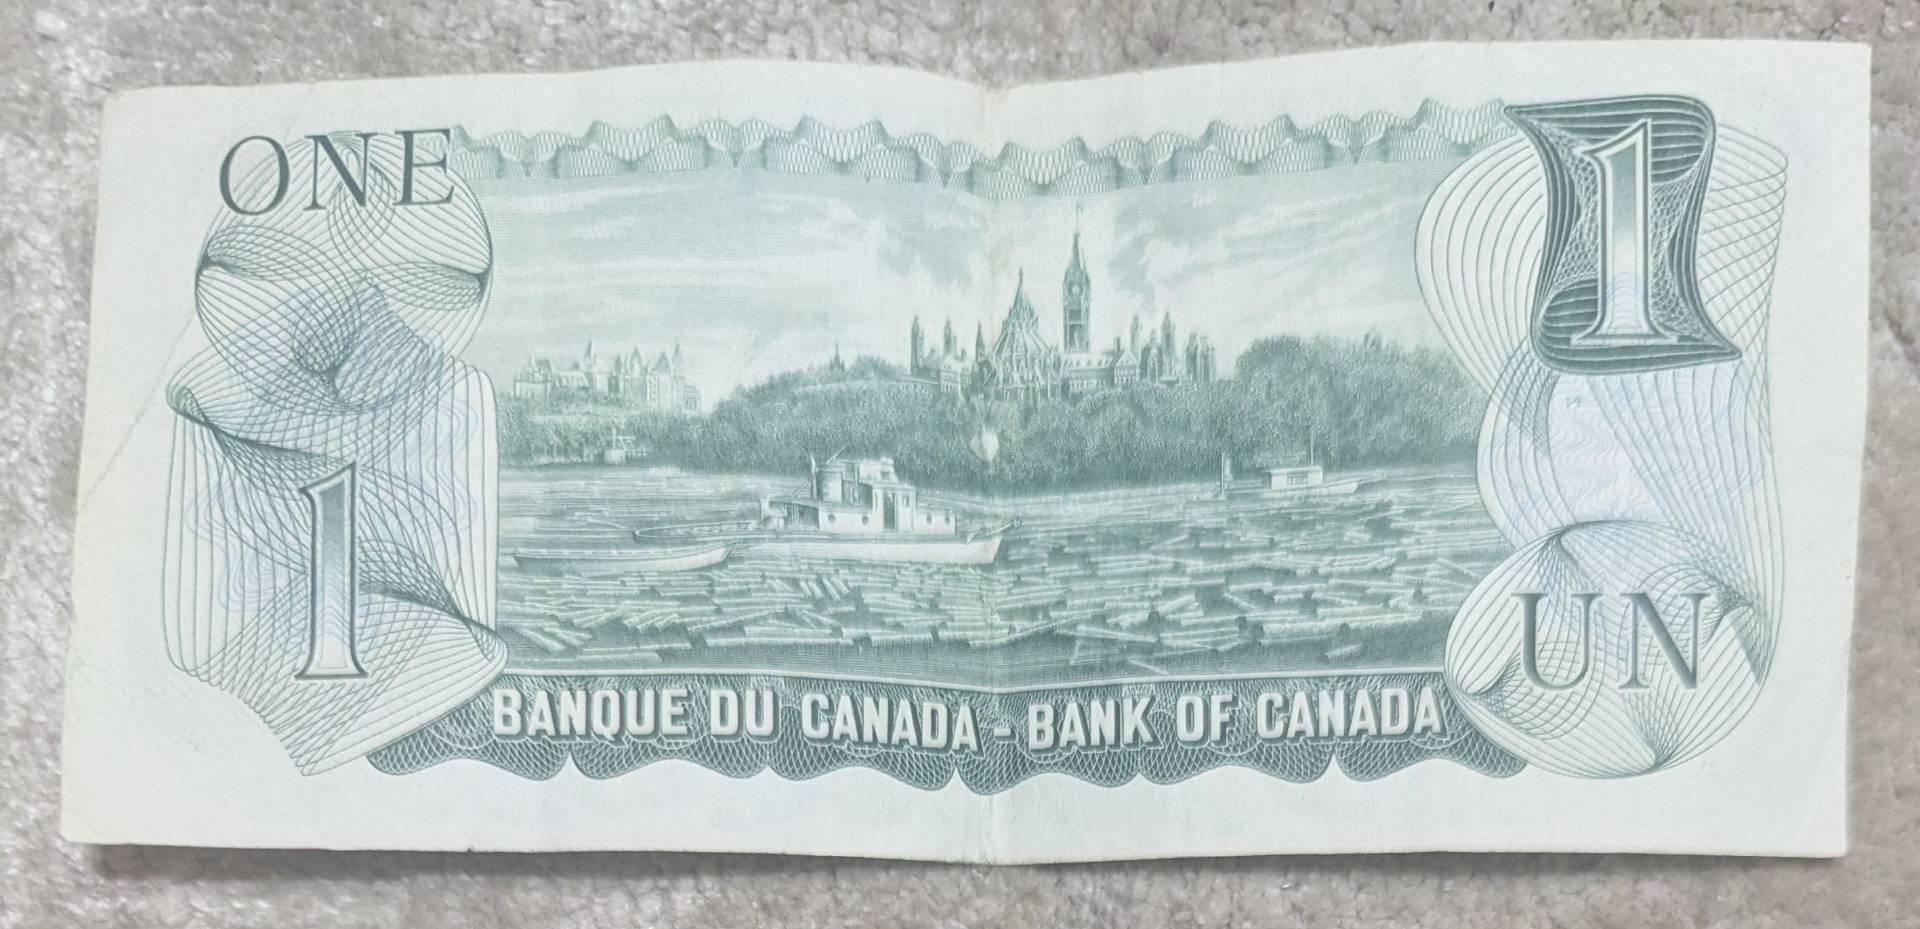 ONE
1
1
UN
BANQUE DU CANADA - BANK OF CANADA